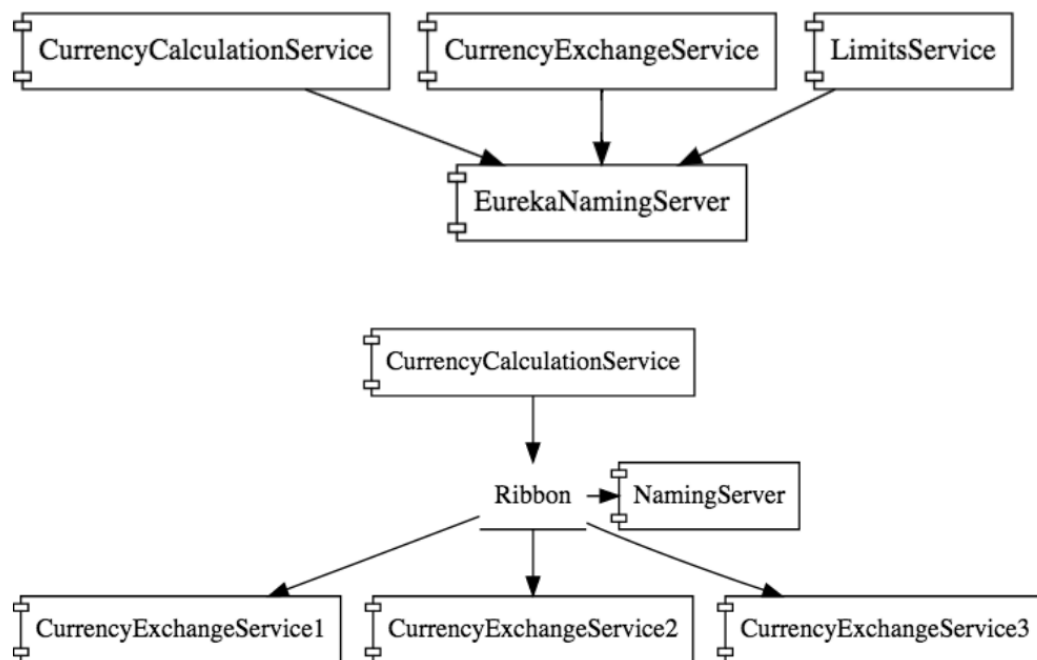 CurrencyCalculationService
CurrencyExchangeService
LimitsService
EurekaNamingServer
CurrencyCalculationService
Ribbon
NamingServer
CurrencyExchangeService1
CurrencyExchangeService2
CurrencyExchangeService3